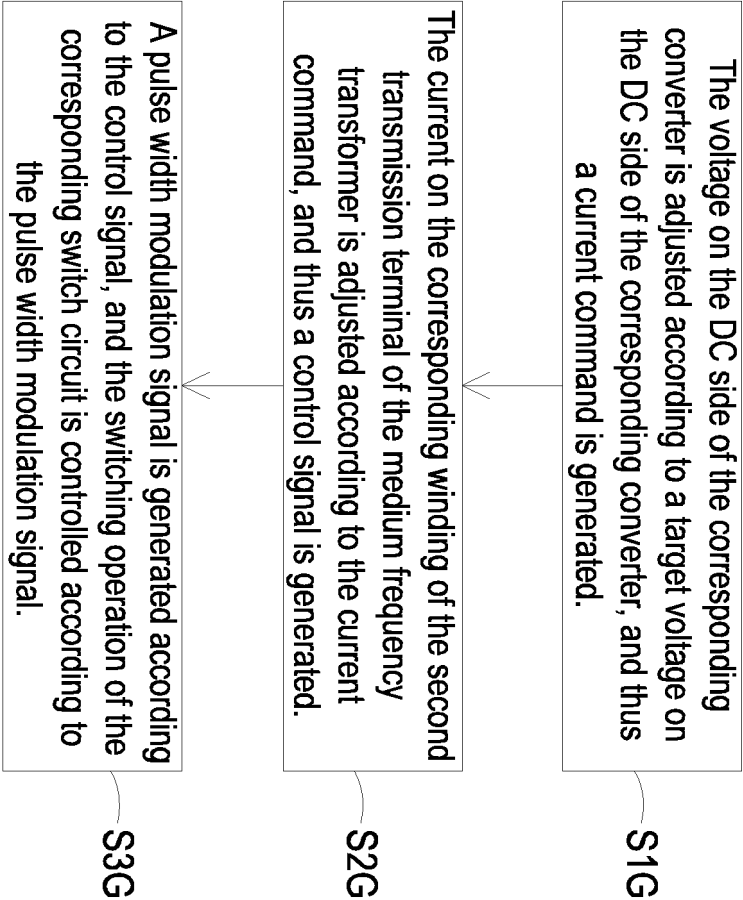 The voltage on the DC side of the corresponding
converter is adjusted according to a target voltage on
the DC side of the corresponding converter, and thus
a current command is generated.
S1G
The current on the corresponding winding of the second
transmission terminal of the medium frequency
transformer is adjusted according to the current
command, and thus a control signal is generated.
S2G
A pulse width modulation signal is generated according
to the control signal, and the switching operation of the
corresponding switch circuit is controlled according to
the pulse width modulation signal.
S3G